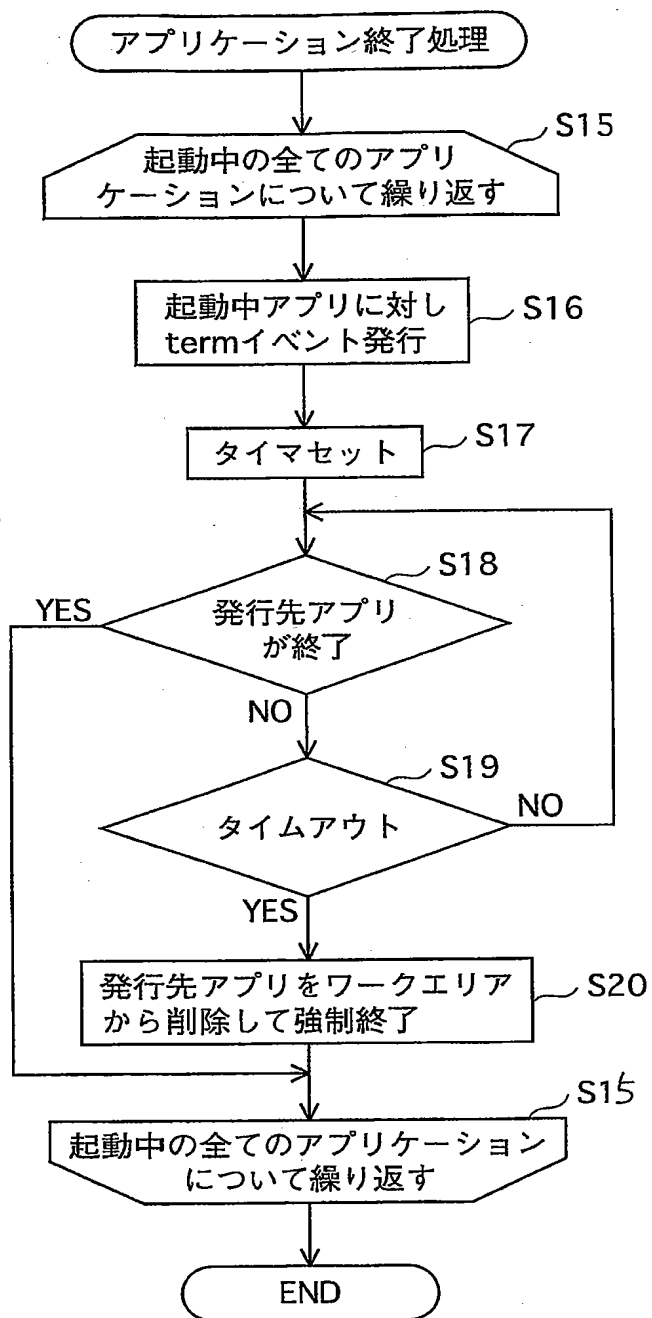 アプリケーション終了処理
S15
起動中の全てのアプリ
ケーションについて繰り返す
起動中アプリに対し
termイベント発行
S16
タイマセット
S17
S18
発行先アプリ
が終了
YES
NO
S19
タイムアウト
NO
YES
発行先アプリをワークエリア
から削除して強制終了
S20
S15
起動中の全てのアプリケーション
について繰り返す
END